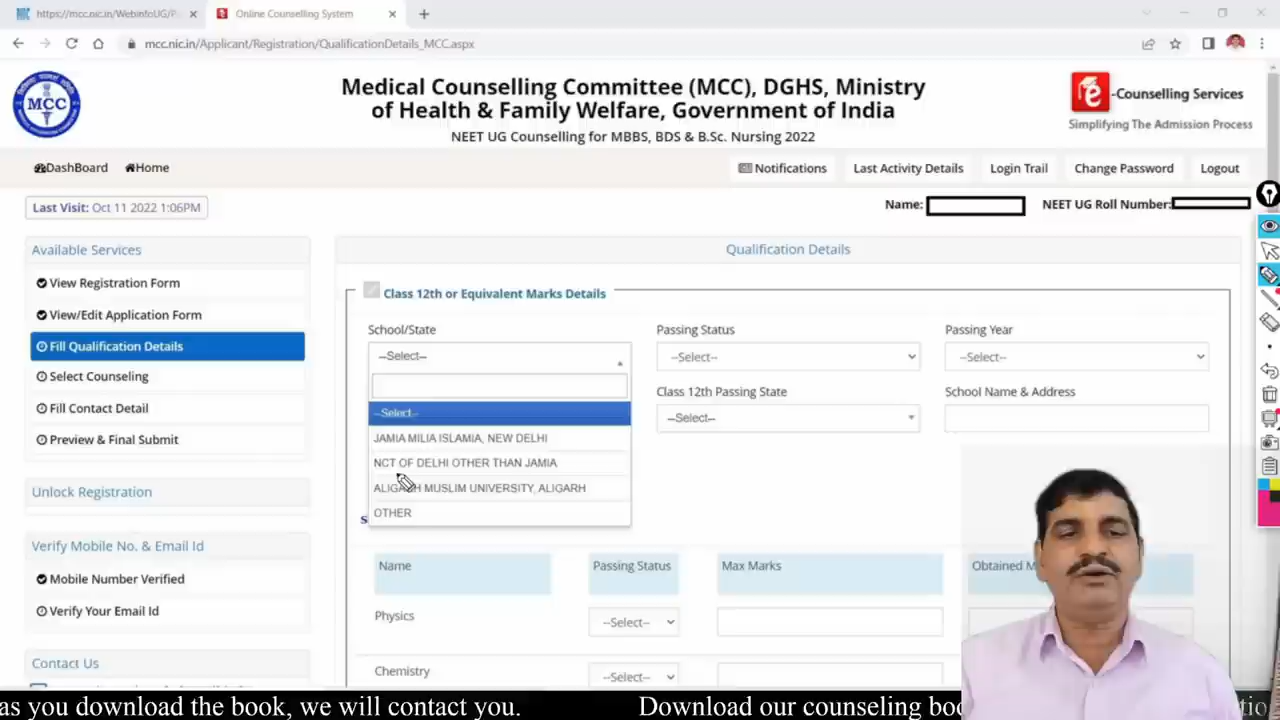 https://mcc.nic.in/WebinfoUG/P
Online Counselling System
mcc.nic.in/Applicant/Registration/QualificationDetails_MCC.aspx
MCC
Medical Counselling Committee (MCC), DGHS, Ministry
of Health & Family Welfare, Government of India
NEET UG Counselling for MBBS, BDS & B.Sc. Nursing 2022
e-Counselling Services
Simplifying The Admission Process
DashBoard Home
Notifications Last Activity Details Login Trail Change Password Logout
Last Visit: Oct 11 2022 1:06PM
Name:
NEET UG Roll Number:
Available Services
View Registration Form
View/Edit Application Form
Fill Qualification Details
Select Counseling
Fill Contact Detail
Preview & Final Submit
Unlock Registration
Verify Mobile No. & Email Id
Mobile Number Verified
Verify Your Email Id
Contact Us
Qualification Details
Class 12th or Equivalent Marks Details
School/State
--Select--
--Select--
JAMIA MILIA ISLAMIA, NEW DELHI
NCT OF DELHI OTHER THAN JAMIA
ALIGARH MUSLIM UNIVERSITY, ALIGARH
OTHER
Passing Status
--Select--
Passing Year
--Select--
Class 12th Passing State
--Select--
School Name & Address
Name Passing Status Max Marks Obtained M
Physics --Select--
Chemistry --Select--
as you download the book, we will contact you. Download our counseling boo